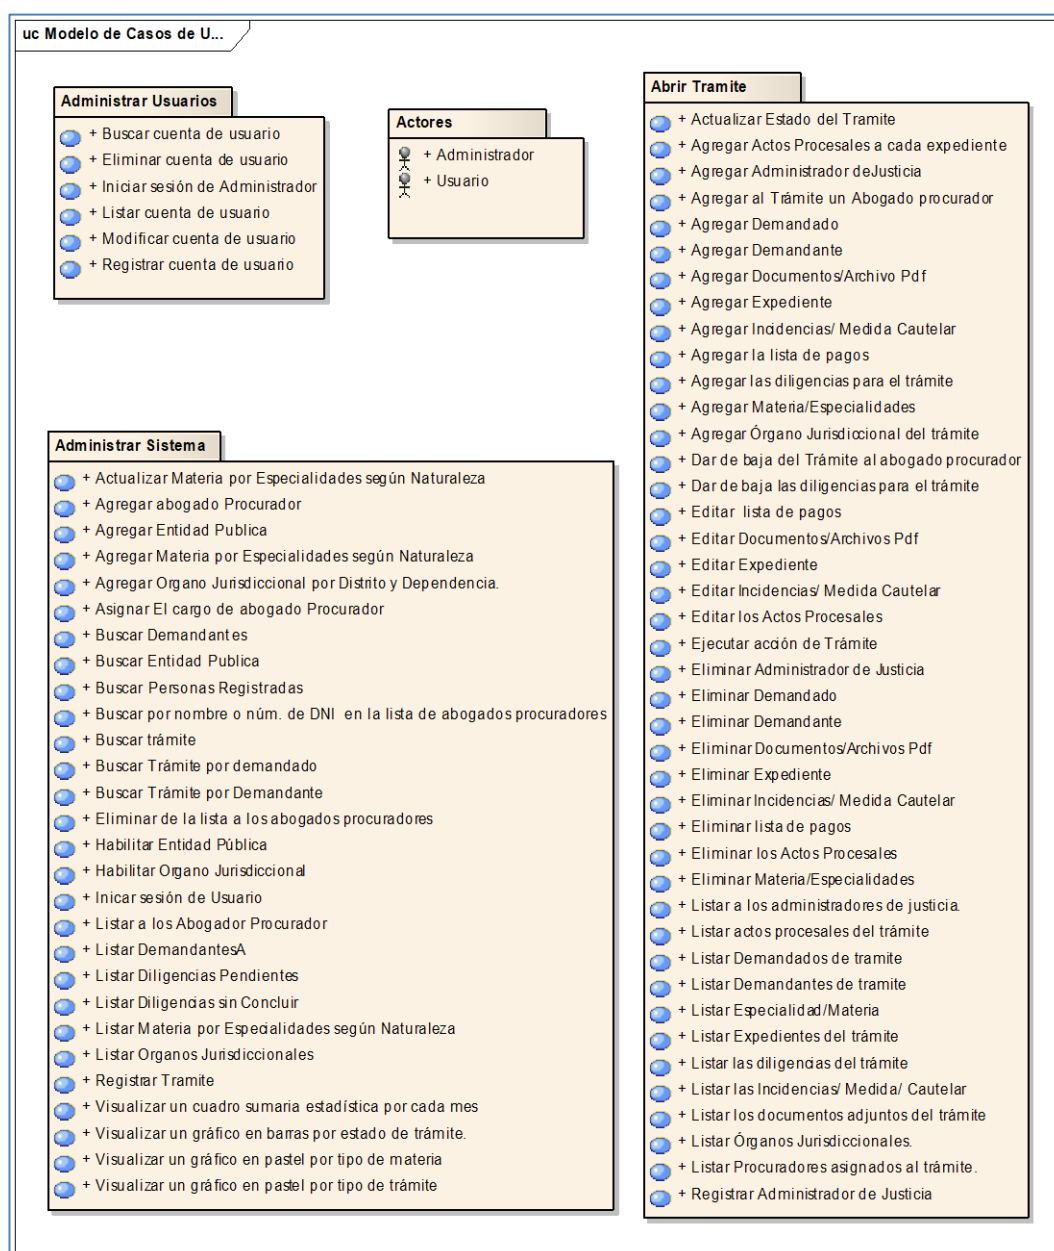 uc Modelo de Casos de U...
Administrar Usuarios
+ Buscar cuenta de usuario
+ Eliminar cuenta de usuario
+ Iniciar sesión de Administrador
+ Listar cuenta de usuario
+ Modificar cuenta de usuario
+ Registrar cuenta de usuario
Actores
+ Administrador
+ Usuario
Abrir Tramite
+ Actualizar Estado del Tramite
+ Agregar Actos Procesales a cada expediente
+ Agregar Administrador deJusticia
+ Agregar al Trámite un Abogado procurador
+ Agregar Demandado
+ Agregar Demandante
+ Agregar Documentos/Archivo Pdf
+ Agregar Expediente
+ Agregar Incidencias/ Medida Cautelar
+ Agregar la lista de pagos
+ Agregar las diligencias para el trámite
+ Agregar Materia/Especialidades
+ Agregar Órgano Jurisdiccional del trámite
+ Dar de baja del Trámite al abogado procurador
+ Dar de baja las diligencias para el trámite
+ Editar lista de pagos
+ Editar Documentos/Archivos Pdf
+ Editar Expediente
+ Editar Incidencias/ Medida Cautelar
+ Editar los Actos Procesales
+ Ejecutar acción de Trámite
+ Eliminar Administrador de Justicia
+ Eliminar Demandado
+ Eliminar Demandante
+ Eliminar Documentos/Archivos Pdf
+ Eliminar Expediente
+ Eliminar Incidencias/ Medida Cautelar
+ Eliminar lista de pagos
+ Eliminar los Actos Procesales
+ Eliminar Materia/Especialidades
+ Listar a los administradores de justicia.
+ Listar actos procesales del trámite
+ Listar Demandados de tramite
+ Listar Demandantes de tramite
+ Listar Especialidad/Materia
+ Listar Expedientes del trámite
+ Listar las diligencias del trámite
+ Listar las Incidencias/ Medida/ Cautelar
+ Listar los documentos adjuntos del trámite
+ Listar Órganos Jurisdiccionales.
+ Listar Procuradores asignados al trámite.
+ Registrar Administrador de Justicia
Administrar Sistema
+ Actualizar Materia por Especialidades según Naturaleza
+ Agregar abogado Procurador
+ Agregar Entidad Publica
+ Agregar Materia por Especialidades según Naturaleza
+ Agregar Organo Jurisdiccional por Distrito y Dependencia.
+ Asignar El cargo de abogado Procurador
+ Buscar Demandantes
+ Buscar Entidad Publica
+ Buscar Personas Registradas
+ Buscar por nombre o núm. de DNI en la lista de abogados procuradores
+ Buscar trámite
+ Buscar Trámite por demandado
+ Buscar Trámite por Demandante
+ Eliminar de la lista a los abogados procuradores
+ Habilitar Entidad Pública
+ Habilitar Organo Jurisdiccional
+ Inicar sesión de Usuario
+ Listar a los Abogador Procurador
+ Listar DemandantesA
+ Listar Diligencias Pendientes
+ Listar Diligencias sin Concluir
+ Listar Materia por Especialidades según Naturaleza
+ Listar Organos Jurisdiccionales
+ Registrar Tramite
+ Visualizar un cuadro sumaria estadística por cada mes
+ Visualizar un gráfico en barras por estado de trámite.
+ Visualizar un gráfico en pastel por tipo de materia
+ Visualizar un gráfico en pastel por tipo de trámite